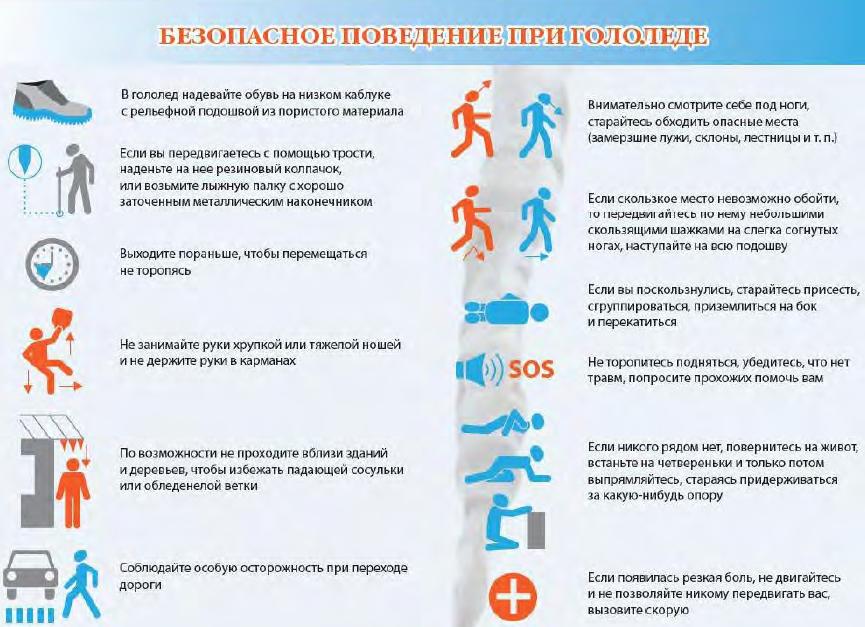 БЕЗОПАСНОЕ ПОВЕДЕНИЕ ПРИ ГОЛОЛЕДЕ
В гололед надевайте обувь на низком каблуке
с рельефной подошвой из пористого материала
Если вы передвигаетесь с помощью трости,
наденьте на нее резиновый колпачок,
или возьмите лыжную палку с хорошо
заточенным металлическим наконечником
Выходите пораньше, чтобы перемещаться
не торопясь
Не занимайте руки хрупкой или тяжелой ношей
и не держите руки в карманах
По возможности не проходите вблизи зданий
и деревьев, чтобы избежать падающей сосульки
или обледенелой ветки
Соблюдайте особую осторожность при переходе
дороги
Внимательно смотрите себе под ноги,
старайтесь обходить опасные места
(замерзшие лужи, склоны, лестницы и т. п.)
Если скользкое место невозможно обойти,
то передвигайтесь по нему небольшими
скользящими шажками на слегка согнутых
ногах, наступайте на всю подошву
Если вы поскользнулись, старайтесь присесть,
сгруппироваться, приземлиться на бок
и перекатиться
SOS
Не торопитесь подняться, убедитесь, что нет
травм, попросите прохожих помочь вам
Если никого рядом нет, повернитесь на живот,
встаньте на четвереньки и только потом
выпрямляйтесь, стараясь придерживаться
за какую-нибудь опору
Если появилась резкая боль, не двигайтесь
и не позволяйте никому передвигать вас,
вызовите скорую